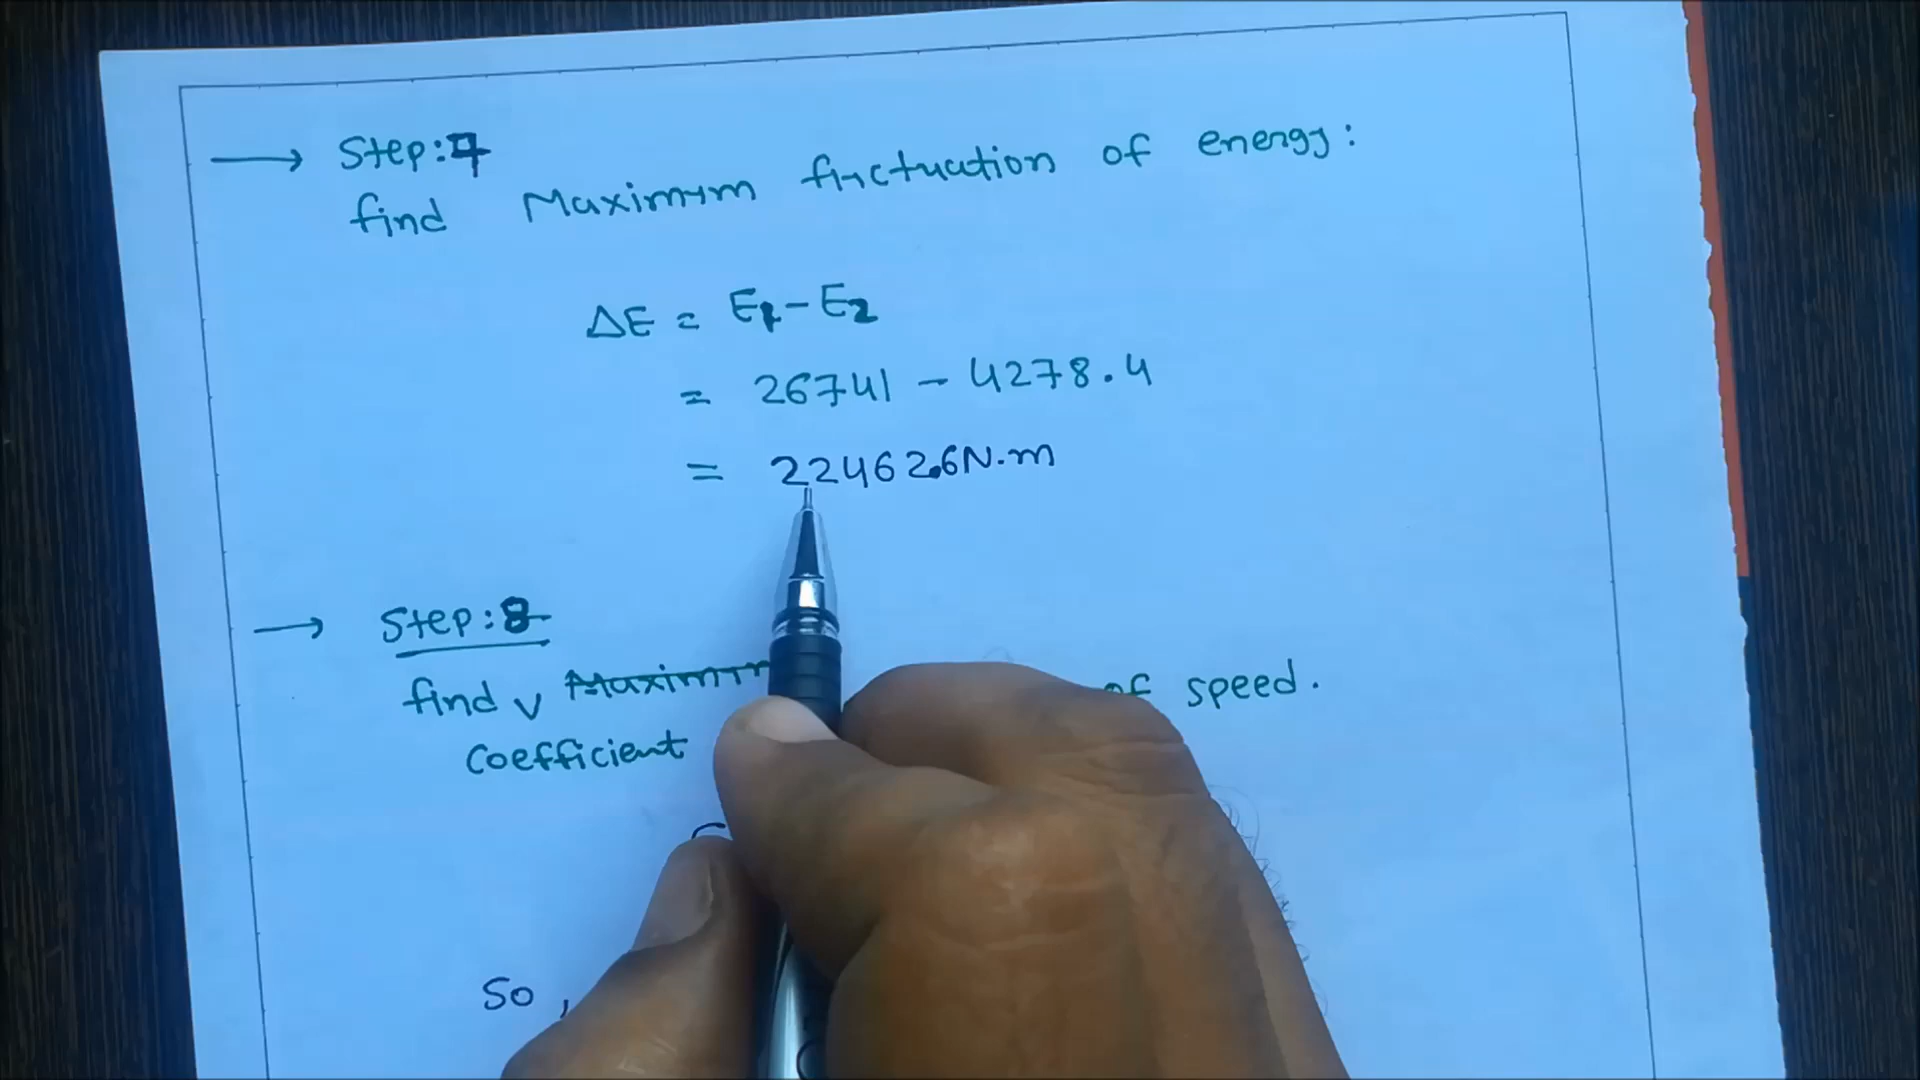 → Step:7
find Maximum fluctuation of energy:
ΔE = E1-E2
= 26741 - 4278.4
= 22462.6N.m
→ Step:8
find v of speed.
Coefficient
So,